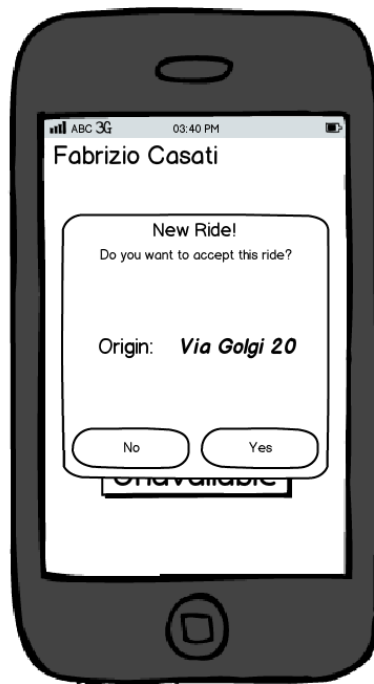 ABC 3G 03:40 PM
Fabrizio Casati
New Ride!
Do you want to accept this ride?
Origin: Via Golgi 20
No Yes
Unavailable